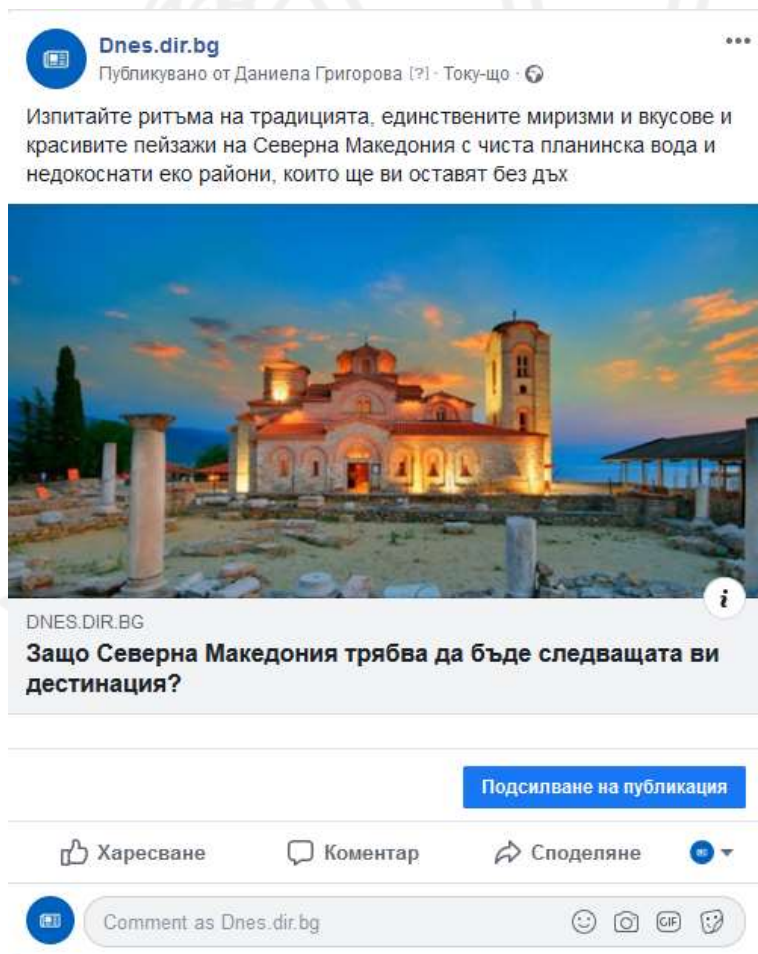 Dnes.dir.bg
Публикувано от Даниела Григорова [?] · Току-що ·
Изпитайте ритъма на традицията, единствените миризми и вкусове и
красивите пейзажи на Северна Македония с чиста планинска вода и
недокоснати еко райони, които ще ви оставят без дъх
i
DNES.DIR.BG
Защо Северна Македония трябва да бъде следващата ви
дестинация?
Подсилване на публикация
Харесване Коментар Споделяне
Comment as Dnes.dir.bg GIF